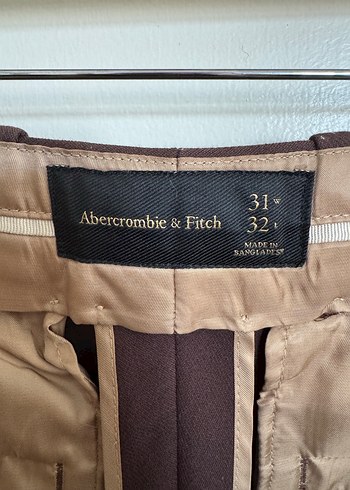 Abercrombie & Fitch
31 W
32 L
MADE IN
BANGLADESH